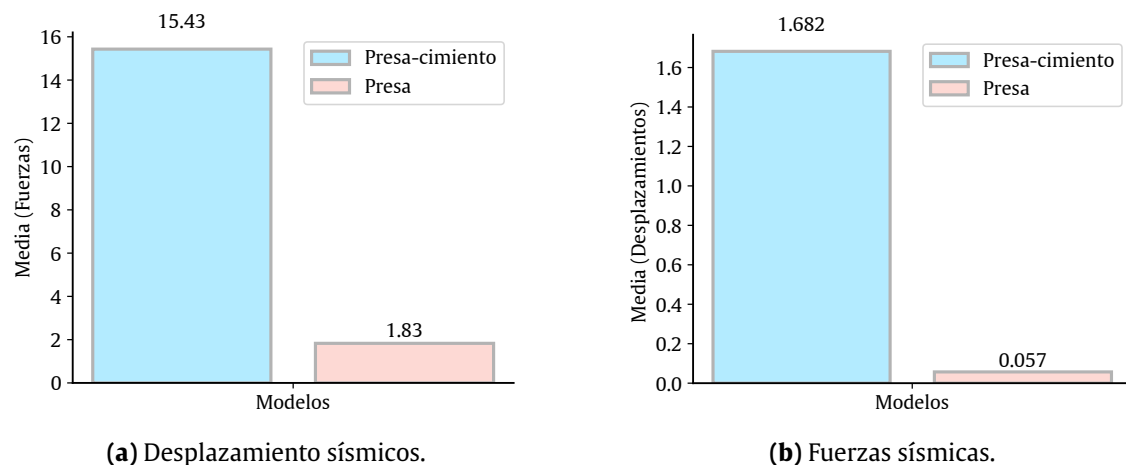 15.43
16
14
12
10
8
6
4
2
0
Media (Fuerzas)
Presa-cimiento
Presa
1.83
Modelos
(a) Desplazamiento sísmicos.
1.682
1.6
1.4
1.2
1.0
0.8
0.6
0.4
0.2
0.0
Media (Desplazamientos)
Presa-cimiento
Presa
0.057
Modelos
(b) Fuerzas sísmicas.